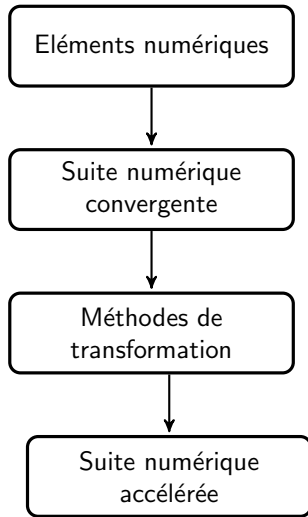 Eléments numériques
Suite numérique
convergente
Méthodes de
transformation
Suite numérique
accélérée